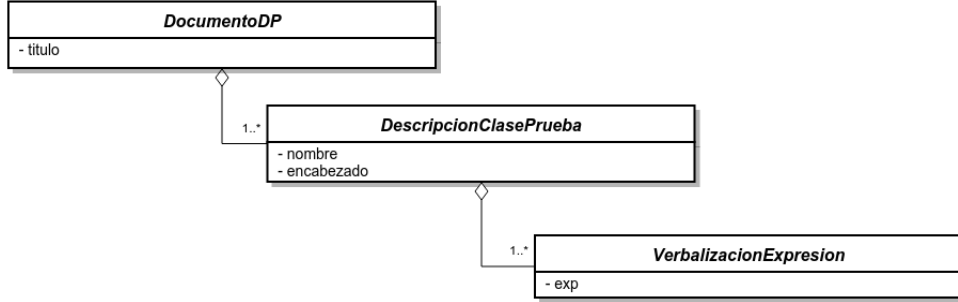 DocumentoDP
- titulo
1..*
DescripcionClasePrueba
- nombre
- encabezado
1..*
VerbalizacionExpresion
- exp